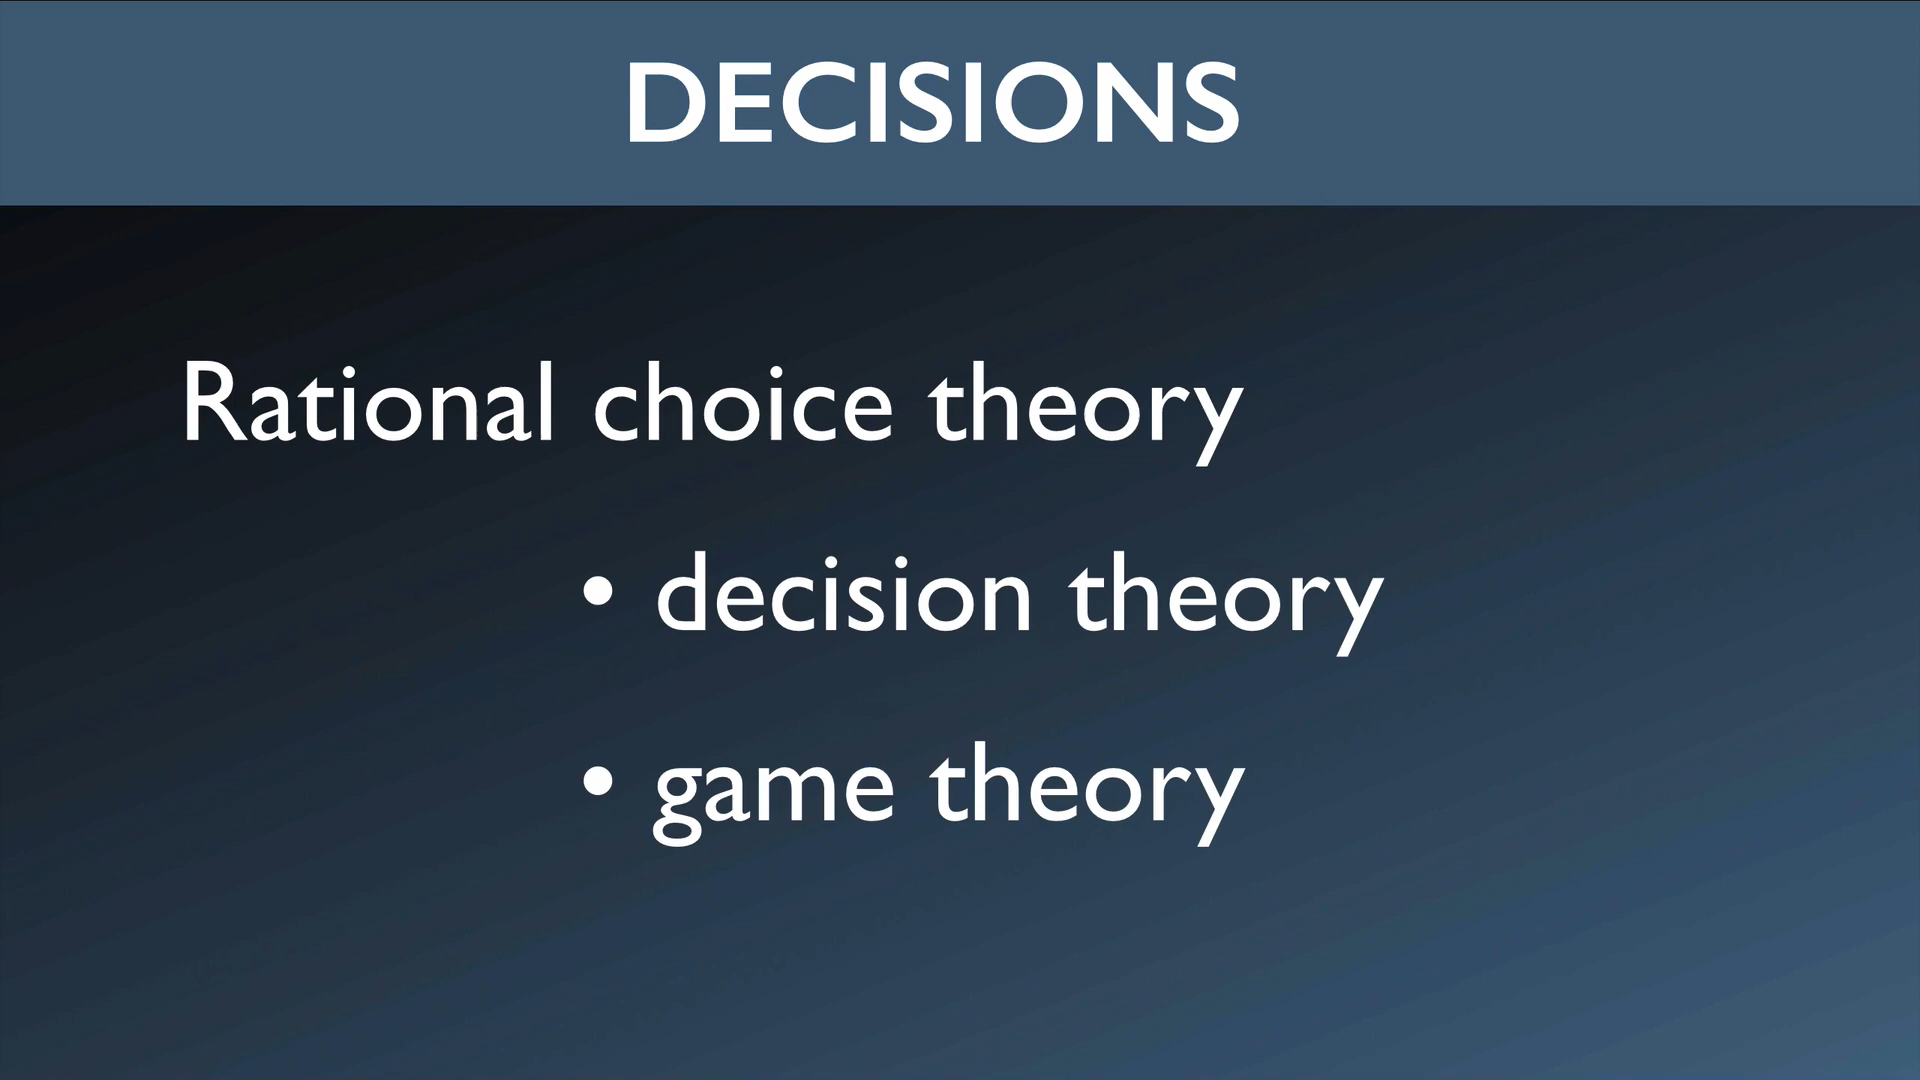 DECISIONS
Rational choice theory
• decision theory
• game theory